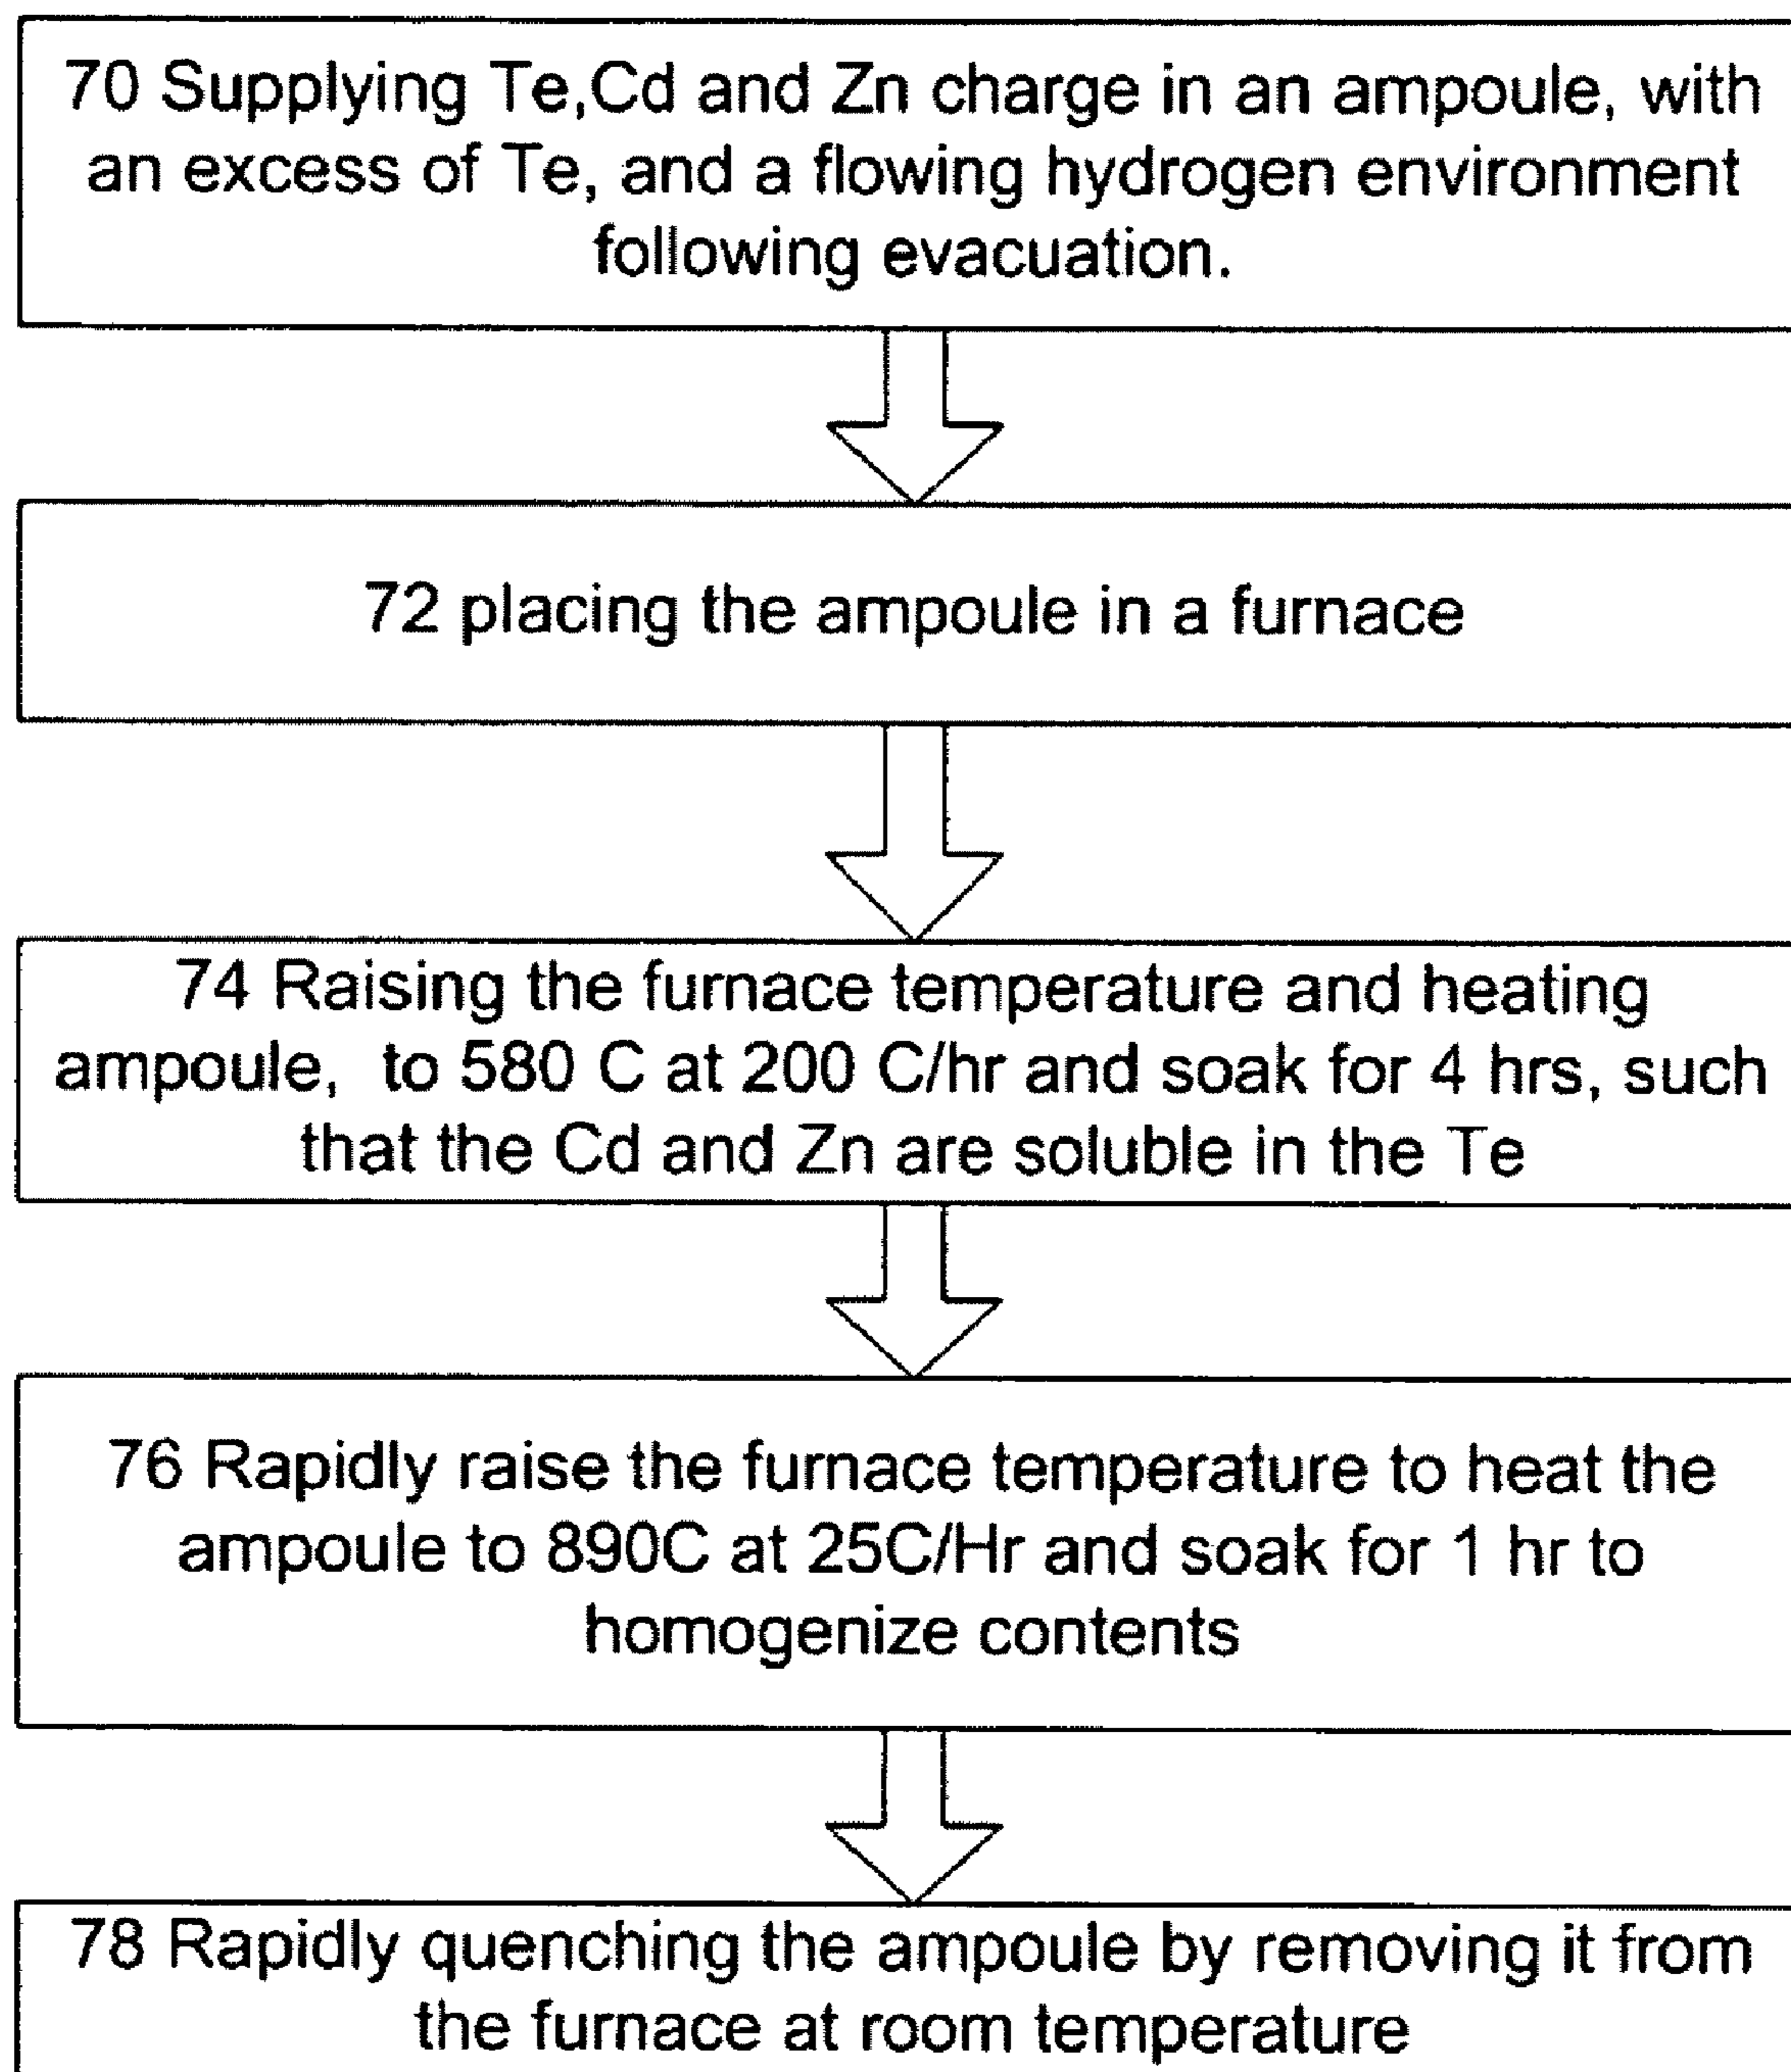 70 Supplying Te,Cd and Zn charge in an ampoule, with
an excess of Te, and a flowing hydrogen environment
following evacuation.
72 placing the ampoule in a furnace
74 Raising the furnace temperature and heating
ampoule, to 580 C at 200 C/hr and soak for 4 hrs, such
that the Cd and Zn are soluble in the Te
76 Rapidly raise the furnace temperature to heat the
ampoule to 890C at 25C/Hr and soak for 1 hr to
homogenize contents
78 Rapidly quenching the ampoule by removing it from
the furnace at room temperature